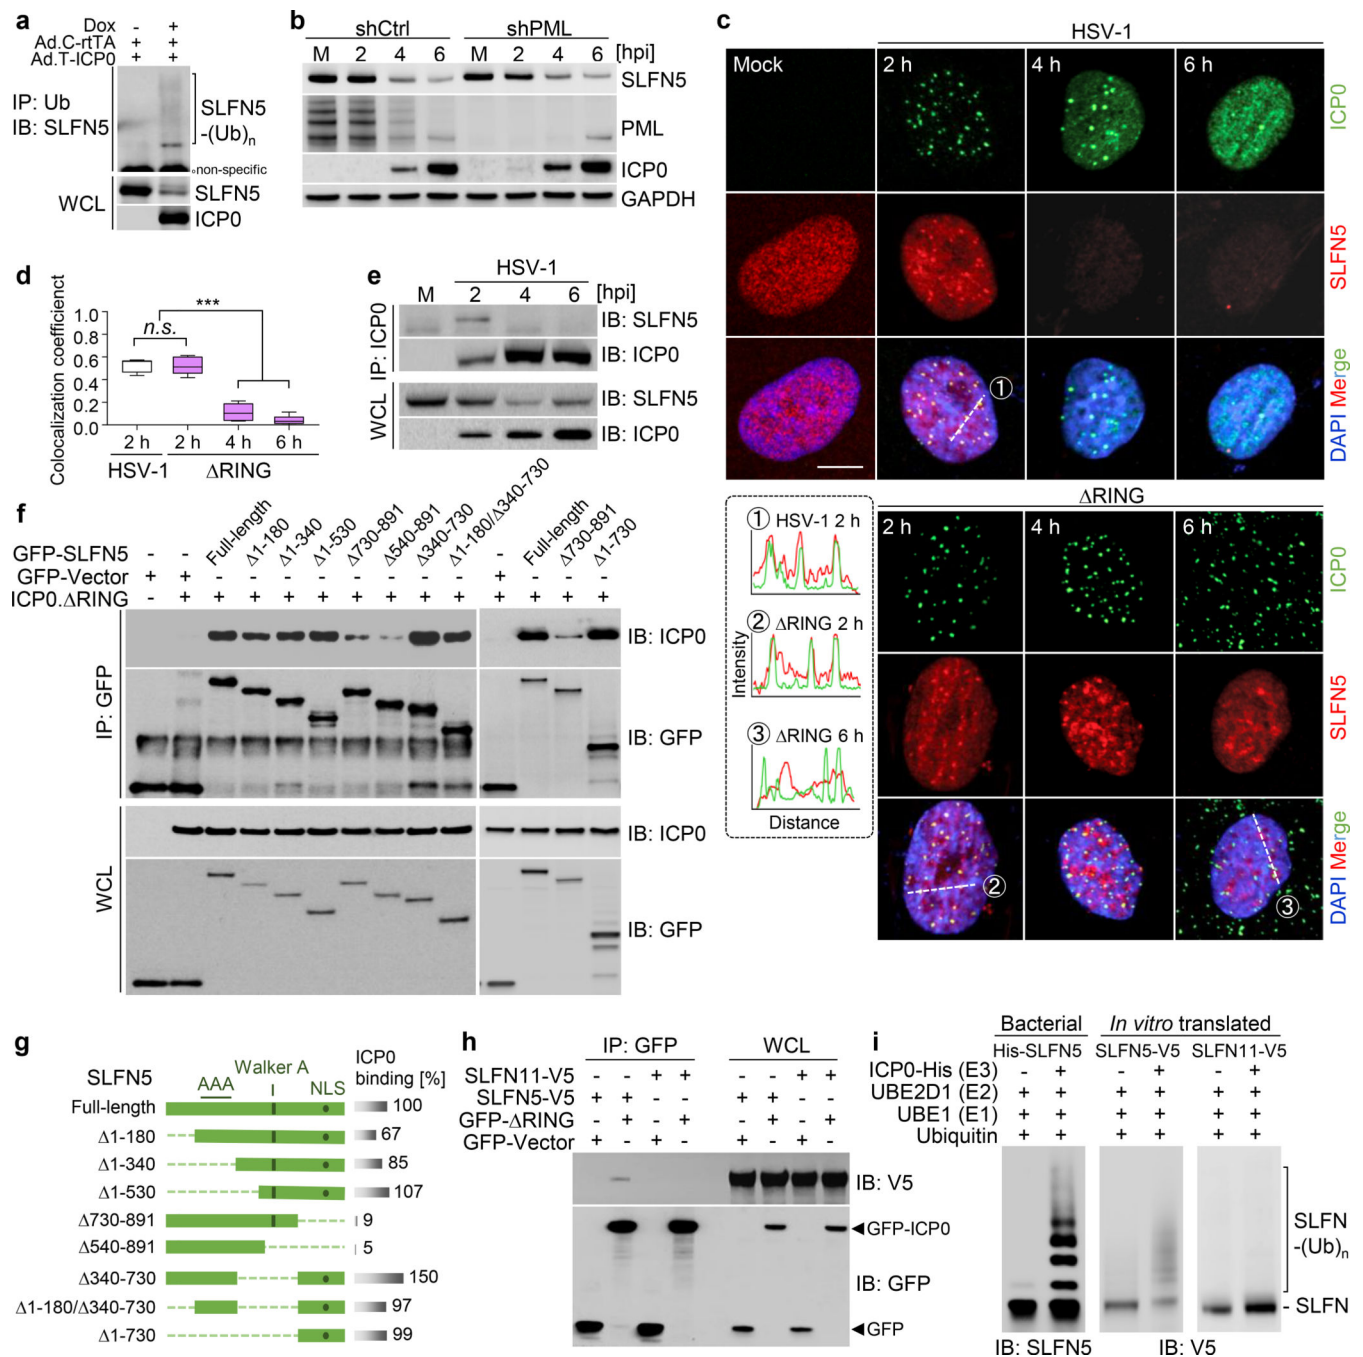 a
Dox - +
Ad.C-rtTA + +
Ad.T-ICP0 + +
IP: Ub
IB: SLFN5
SLFN5
-(Ub)n
non-specific
WCL
SLFN5
ICP0
b
shCtrl shPML
M 2 4 6 M 2 4 6 [hpi]
SLFN5
PML
ICP0
GAPDH
c
HSV-1
Mock 2 h 4 h 6 h
ICP0
SLFN5
DAPI Merge
①
ΔRING
2 h 4 h 6 h
ICP0
SLFN5
DAPI Merge
② ③
① HSV-1 2 h
② ΔRING 2 h
③ ΔRING 6 h
Intensity
Distance
d
Colocalization coefficienct
1.0
0.8
0.6
0.4
0.2
0.0
n.s.
***
2 h 2 h 4 h 6 h
HSV-1 ΔRING
e
HSV-1
M 2 4 6 [hpi]
IP: ICP0
IB: SLFN5
IB: ICP0
WCL
IB: SLFN5
IB: ICP0
f
GFP-SLFN5 - - Full-length Δ1-180 Δ1-340 Δ1-530 Δ730-891 Δ540-891 Δ340-730 Δ1-180/Δ340-730 - Full-length Δ730-891 Δ1-730
GFP-Vector + + - - - - - - - - + - - -
ICP0.ΔRING - + + + + + + + + + + + + +
IP: GFP
IB: ICP0
IB: GFP
WCL
IB: ICP0
IB: GFP
g
SLFN5 AAA Walker A NLS ICP0 binding [%]
Full-length 100
Δ1-180 67
Δ1-340 85
Δ1-530 107
Δ730-891 9
Δ540-891 5
Δ340-730 150
Δ1-180/Δ340-730 97
Δ1-730 99
h
IP: GFP WCL
SLFN11-V5 - - + + - - + +
SLFN5-V5 + + - - + + - -
GFP-ΔRING - + - + - + - +
GFP-Vector + - + - + - + -
IB: V5
GFP-ICP0
IB: GFP
GFP
i
Bacterial In vitro translated
His-SLFN5 SLFN5-V5 SLFN11-V5
ICP0-His (E3) - + - + - +
UBE2D1 (E2) + + + + + +
UBE1 (E1) + + + + + +
Ubiquitin + + + + + +
SLFN
-(Ub)n
- SLFN
IB: SLFN5 IB: V5